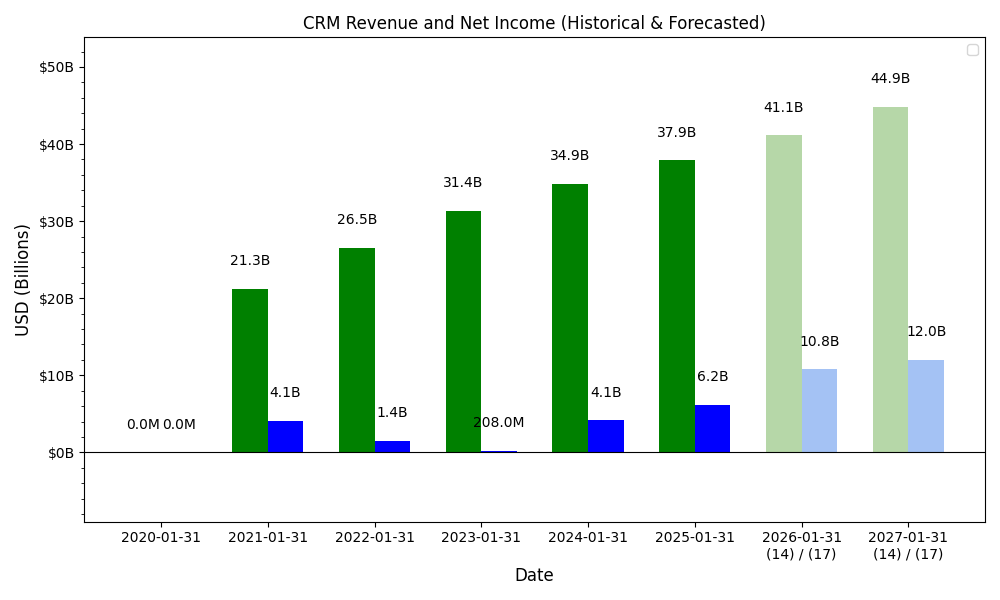 CRM Revenue and Net Income (Historical & Forecasted)
USD (Billions)
$50B
$40B
$30B
$20B
$10B
$0B
0.0M 0.0M
21.3B
4.1B
26.5B
1.4B
31.4B
208.0M
34.9B
4.1B
37.9B
6.2B
41.1B
10.8B
44.9B
12.0B
2020-01-31
2021-01-31
2022-01-31
2023-01-31
2024-01-31
2025-01-31
2026-01-31
(14) / (17)
2027-01-31
(14) / (17)
Date